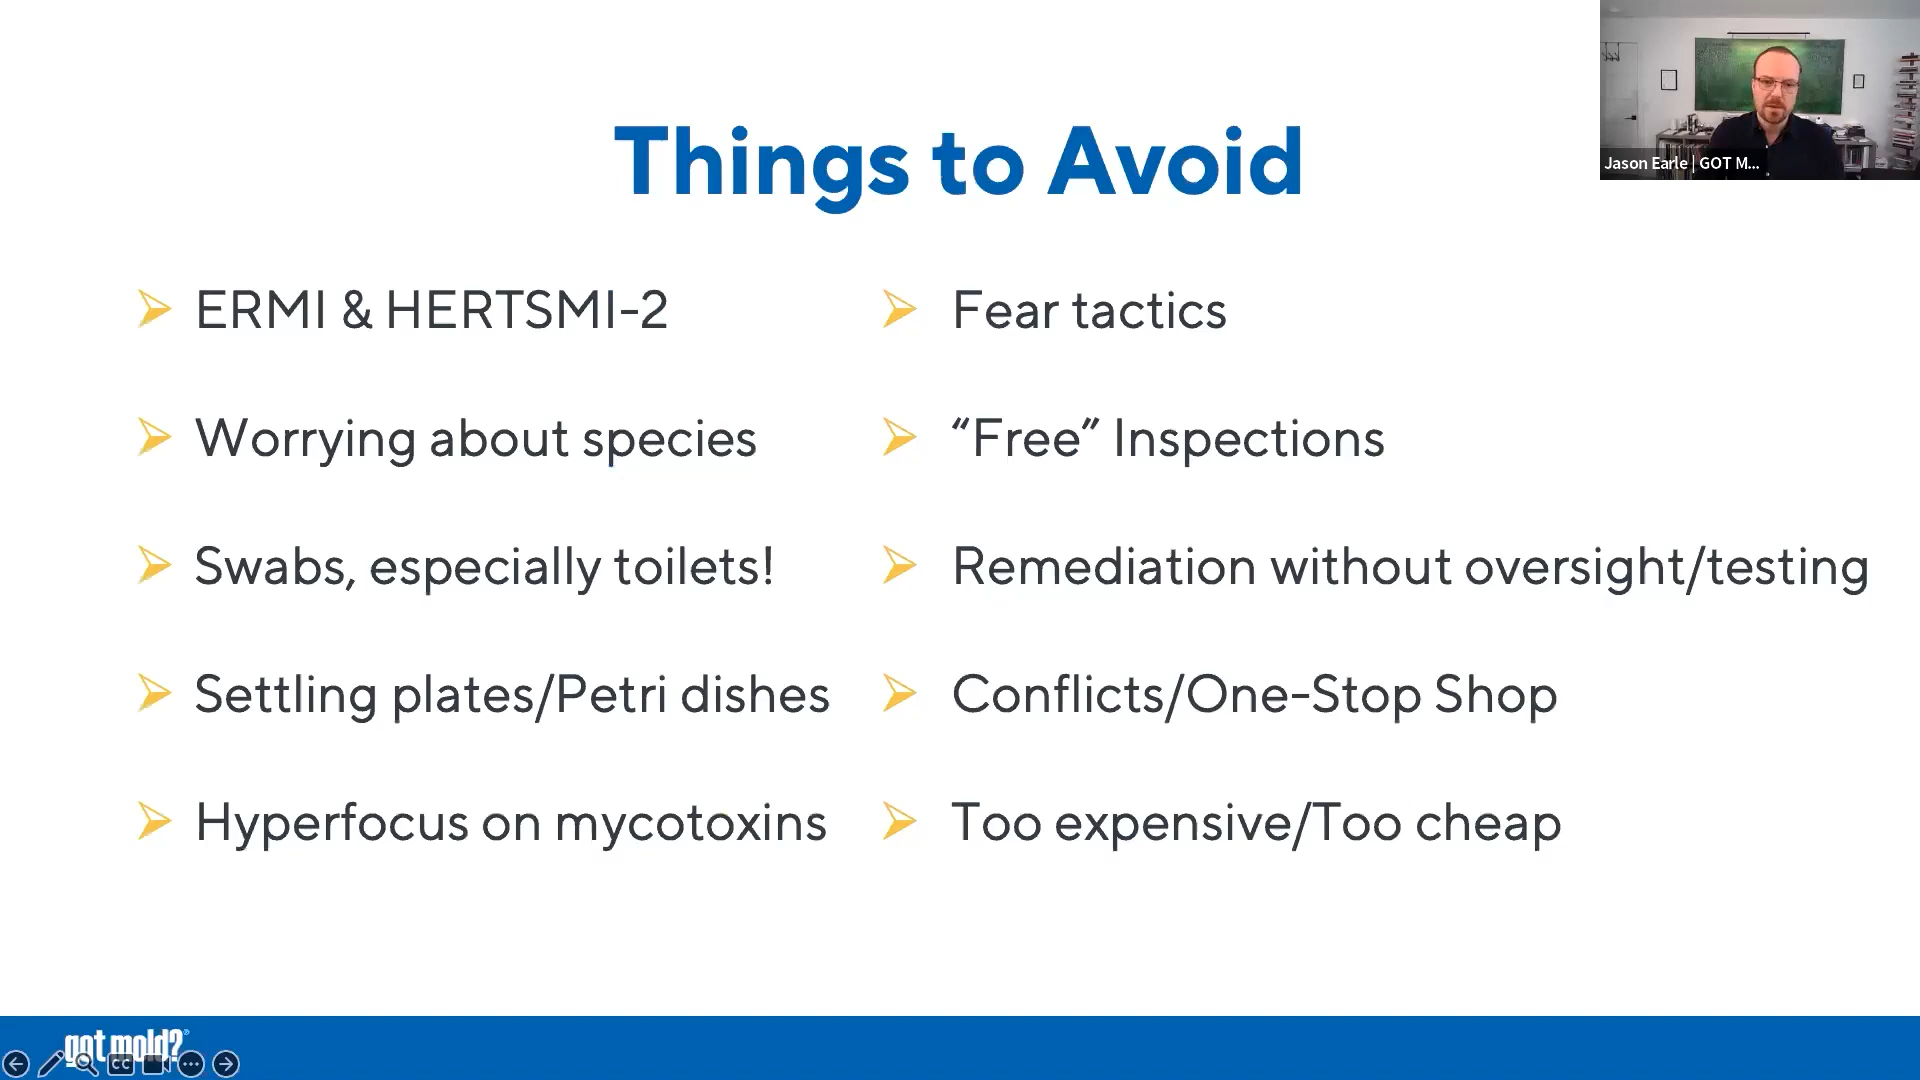 Things to Avoid
ERMI & HERTSMI-2
Worrying about species
Swabs, especially toilets!
Settling plates/Petri dishes
Hyperfocus on mycotoxins
Fear tactics
“Free” Inspections
Remediation without oversight/testing
Conflicts/One-Stop Shop
Too expensive/Too cheap
Jason Earle | GOT M...
got mold?®
CC